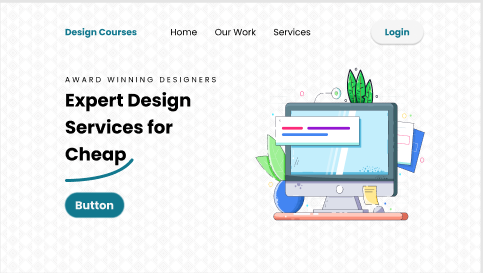 Design Courses Home Our Work Services Login
AWARD WINNING DESIGNERS
Expert Design
Services for
Cheap
Button